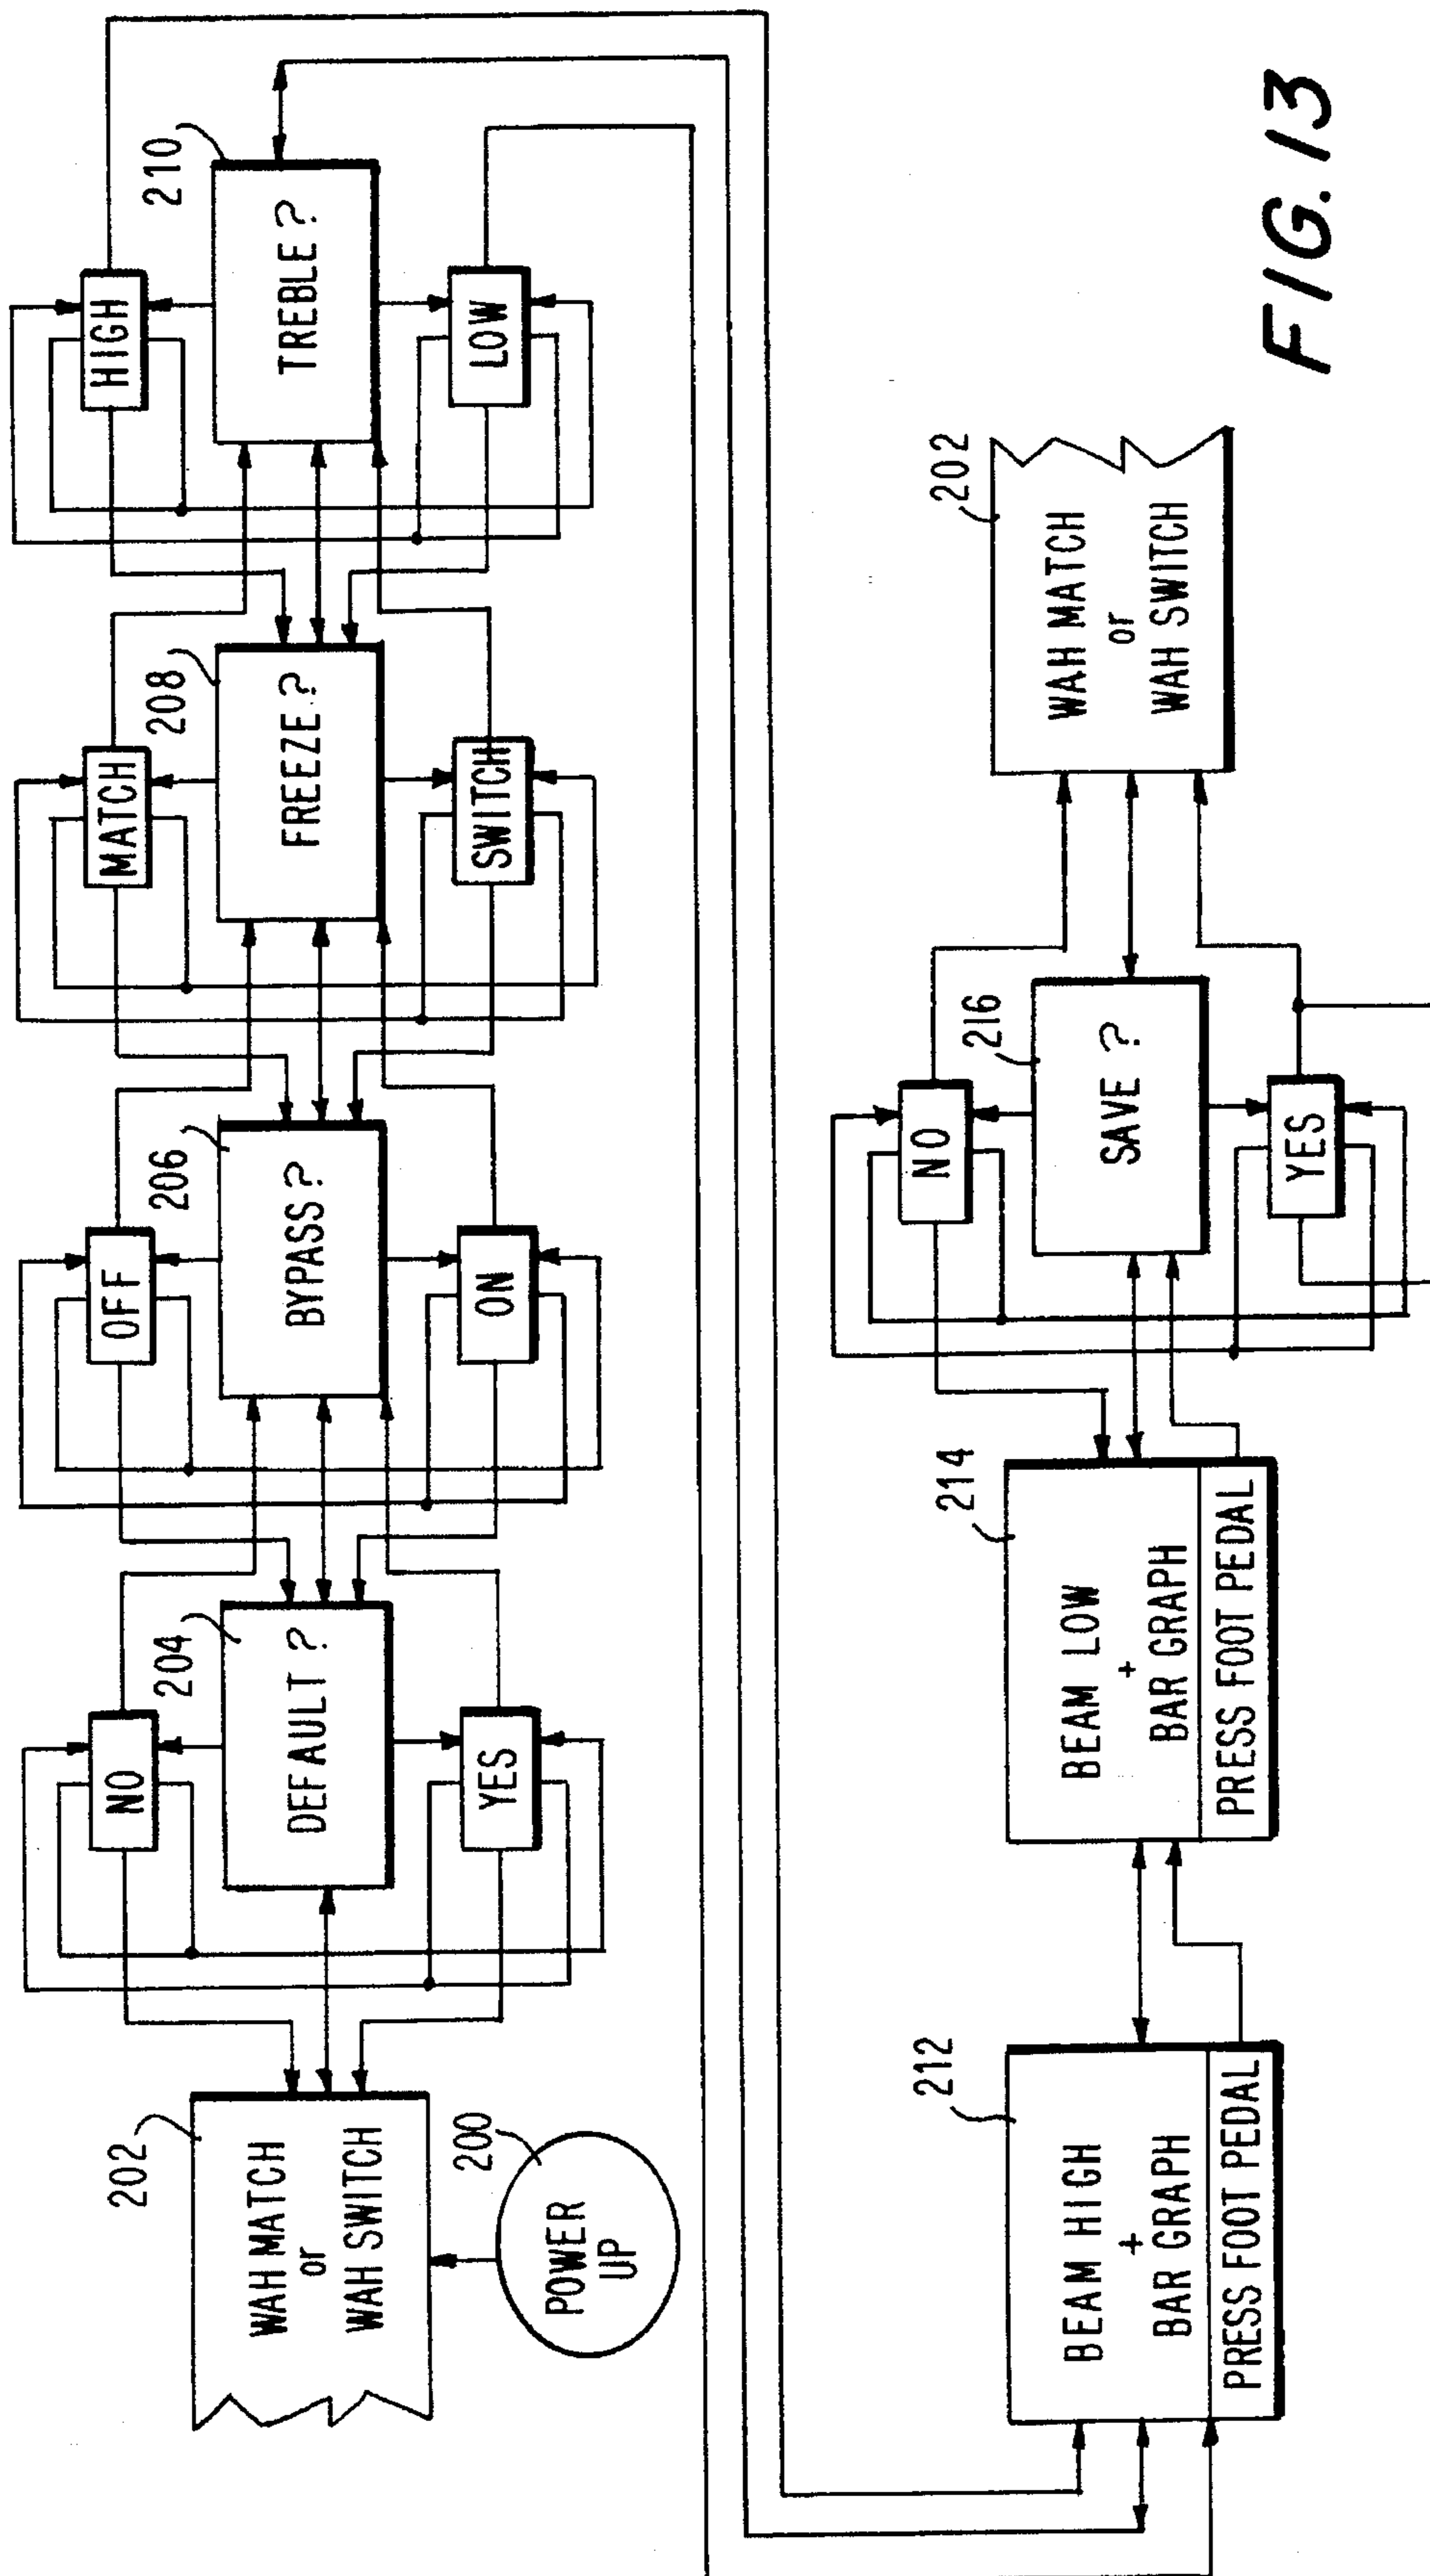 202
WAH MATCH
or
WAH SWITCH
200
POWER
UP
NO
204
DEFAULT ?
YES
OFF
206
BYPASS ?
ON
MATCH
208
FREEZE ?
SWITCH
HIGH
210
TREBLE ?
LOW
212
BEAM HIGH
+
BAR GRAPH
PRESS FOOT PEDAL
214
BEAM LOW
+
BAR GRAPH
PRESS FOOT PEDAL
NO
216
SAVE ?
YES
202
WAH MATCH
or
WAH SWITCH
FIG. 13